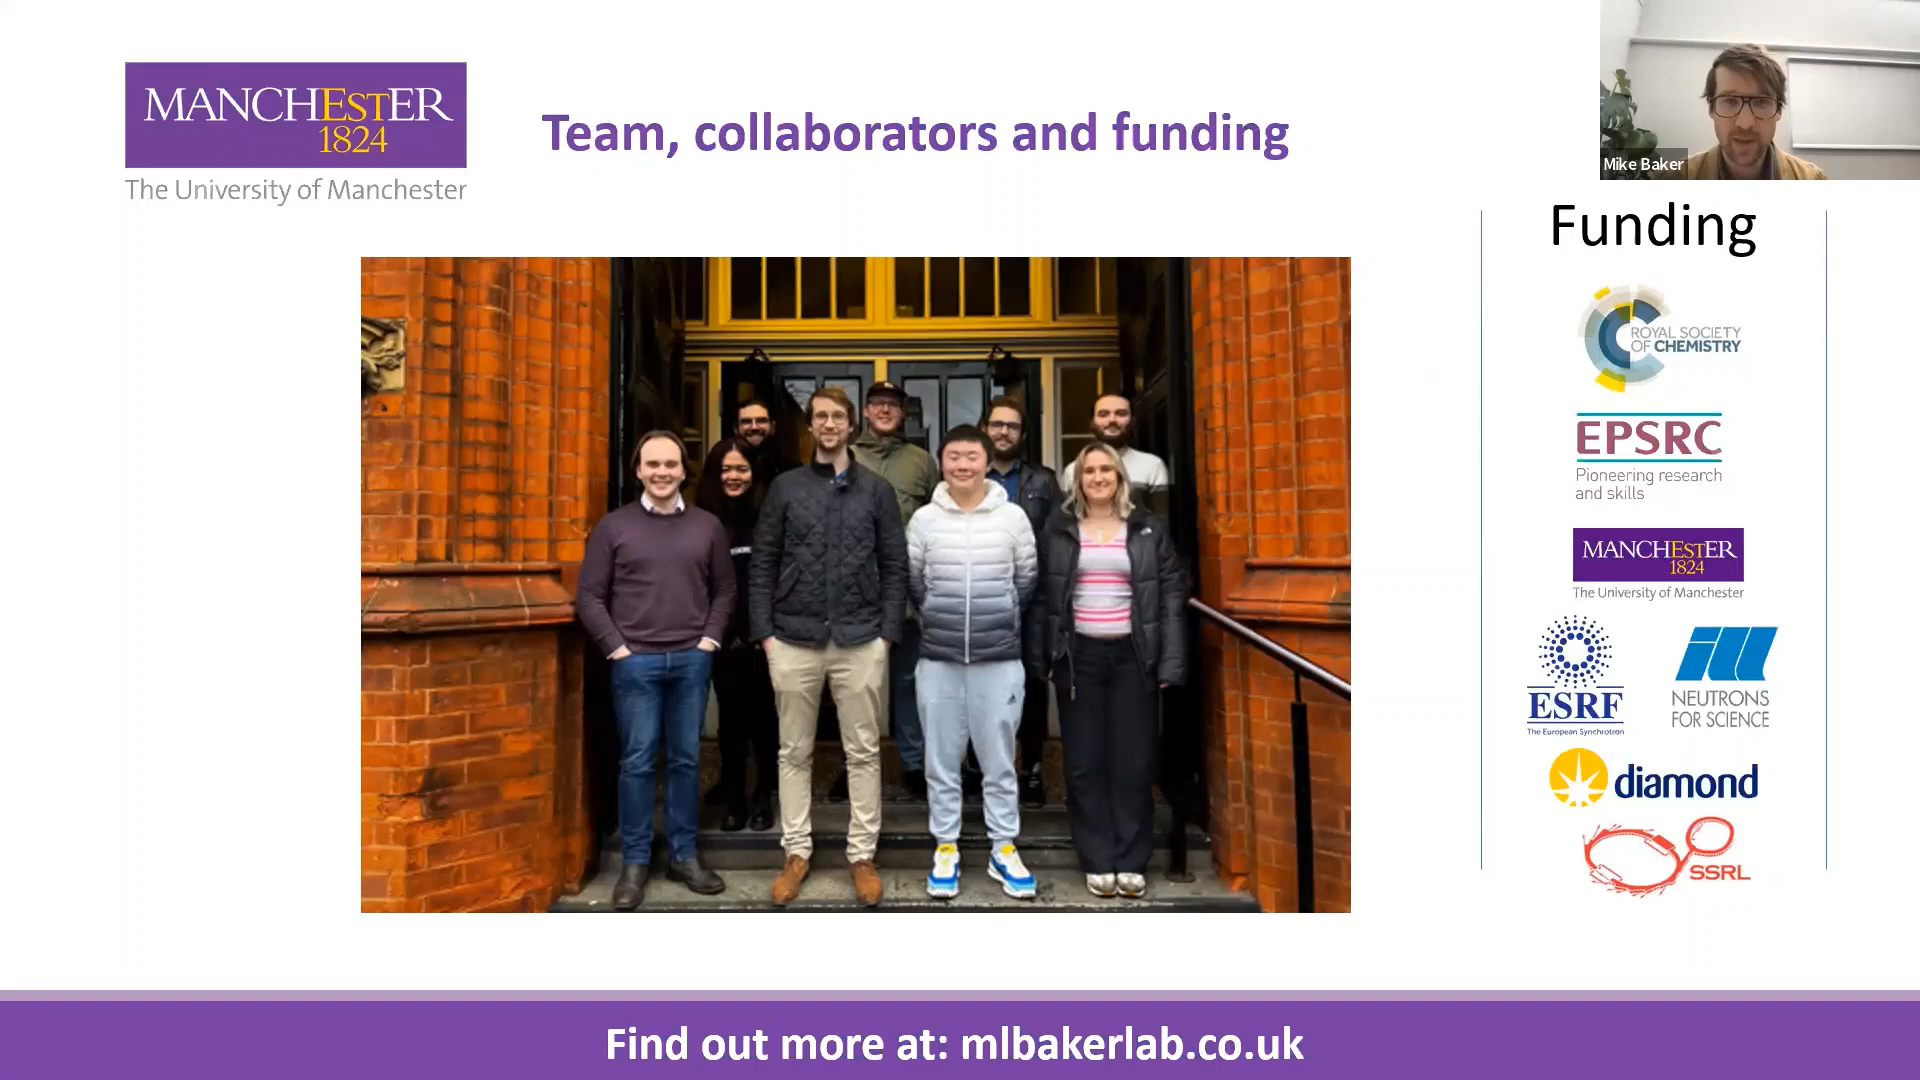 MANCHESTER
1824
The University of Manchester
Team, collaborators and funding
Mike Baker
Funding
ROYAL SOCIETY
OF CHEMISTRY
EPSRC
Pioneering research
and skills
MANCHESTER
1824
The University of Manchester
ESRF
The European Synchrotron
ill
NEUTRONS
FOR SCIENCE
diamond
SSRL
Find out more at: mlbakerlab.co.uk